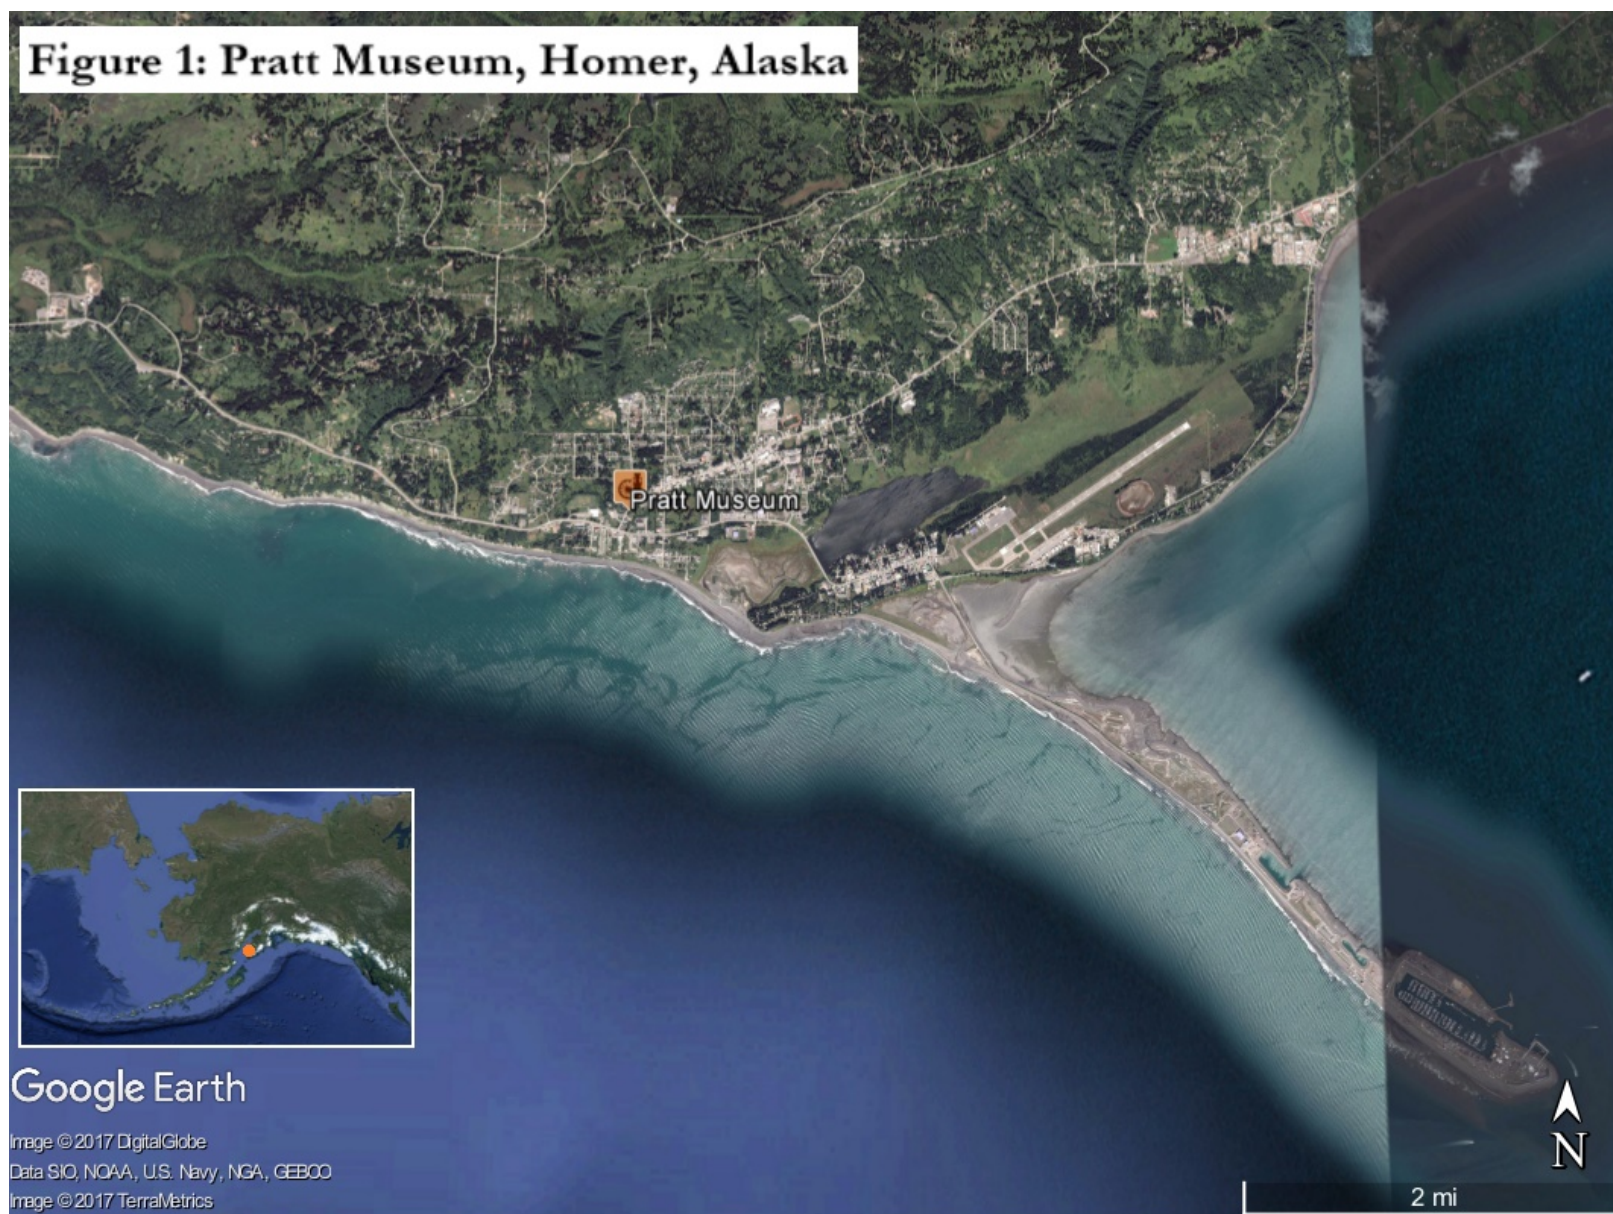 Figure 1: Pratt Museum, Homer, Alaska
Pratt Museum
Google Earth
Image © 2017 DigitalGlobe
Data SIO, NOAA, U.S. Navy, NGA, GEBCO
Image © 2017 TerraMetrics
N
2 mi